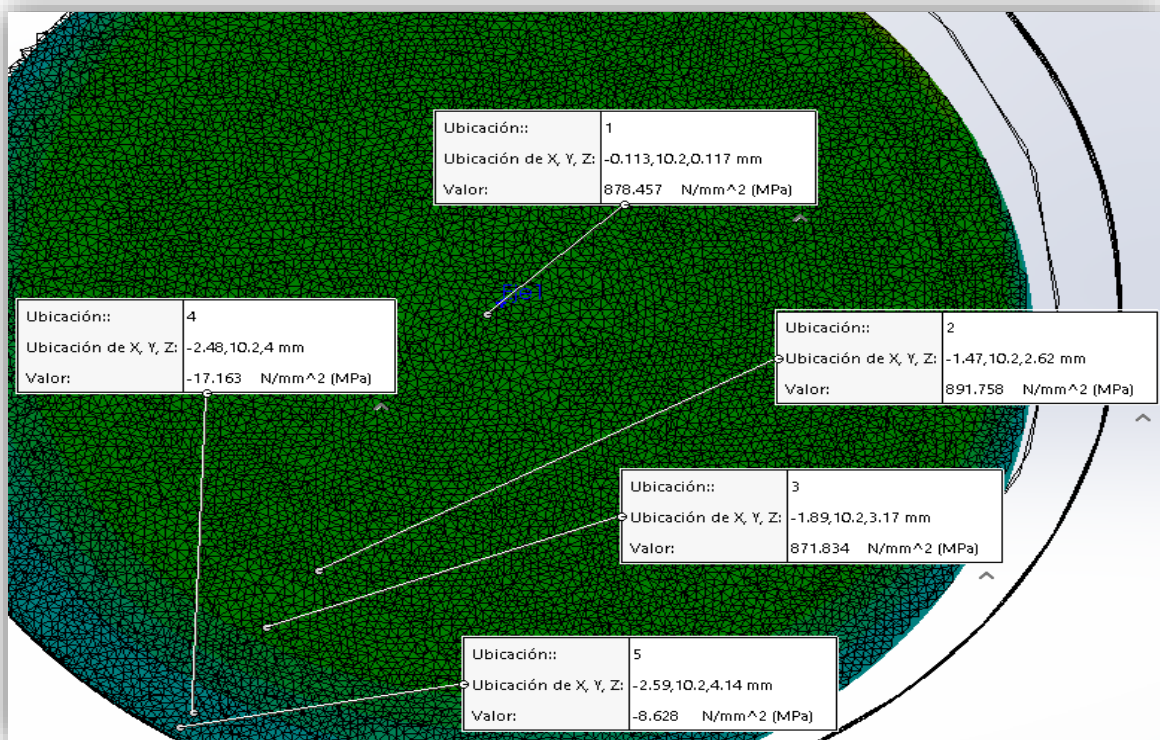 Ubicación:: 1
Ubicación de X, Y, Z: -0.113,10.2,0.117 mm
Valor: 878.457 N/mm^2 (MPa)
Eje1
Ubicación:: 4
Ubicación de X, Y, Z: -2.48,10.2,4 mm
Valor: -17.163 N/mm^2 (MPa)
Ubicación:: 2
Ubicación de X, Y, Z: -1.47,10.2,2.62 mm
Valor: 891.758 N/mm^2 (MPa)
Ubicación:: 3
Ubicación de X, Y, Z: -1.89,10.2,3.17 mm
Valor: 871.834 N/mm^2 (MPa)
Ubicación:: 5
Ubicación de X, Y, Z: -2.59,10.2,4.14 mm
Valor: -8.628 N/mm^2 (MPa)